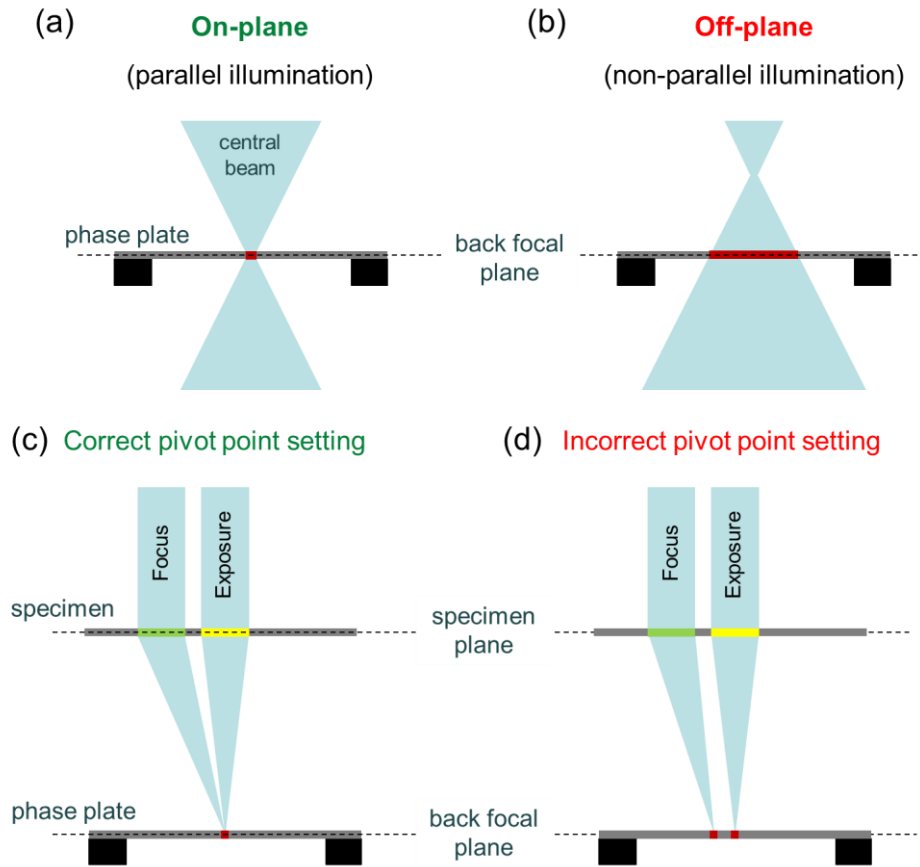 (a)
On-plane
(parallel illumination)
central
beam
phase plate
(b)
Off-plane
(non-parallel illumination)
back focal
plane
(c) Correct pivot point setting
Focus
Exposure
specimen
phase plate
(d) Incorrect pivot point setting
Focus
Exposure
specimen
plane
back focal
plane